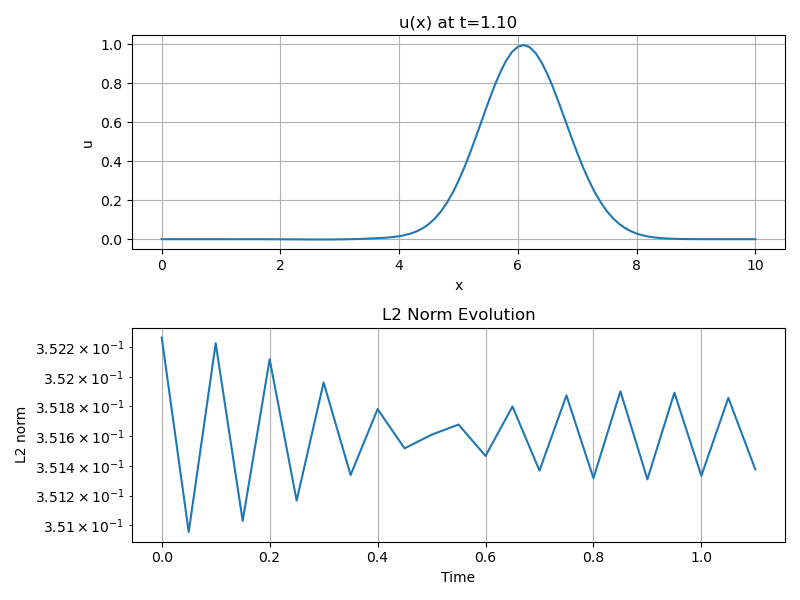 u(x) at t=1.10
1.0
0.8
0.6
0.4
0.2
0.0
u
0 2 4 6 8 10
x
L2 Norm Evolution
3.522 × 10⁻¹
3.52 × 10⁻¹
3.518 × 10⁻¹
3.516 × 10⁻¹
3.514 × 10⁻¹
3.512 × 10⁻¹
3.51 × 10⁻¹
L2 norm
0.0 0.2 0.4 0.6 0.8 1.0
Time